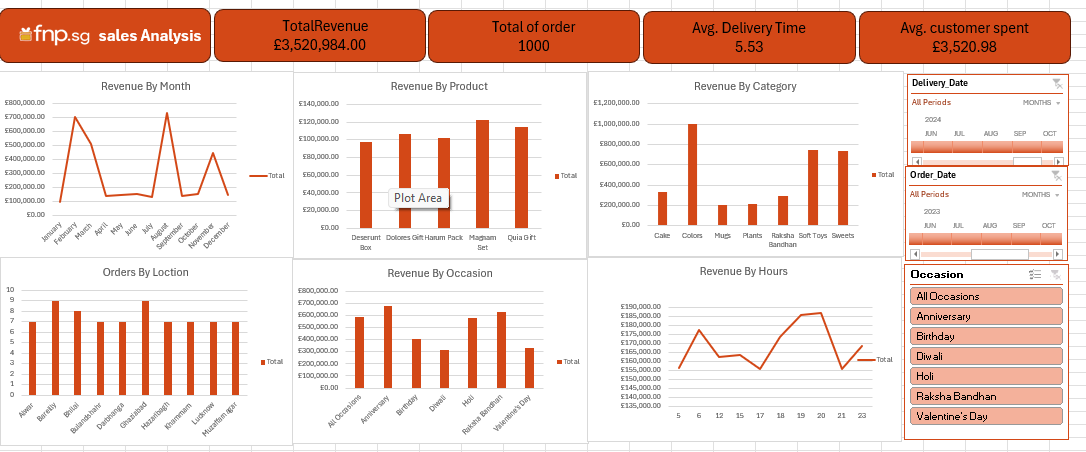 fnp.sg sales Analysis
TotalRevenue
£3,520,984.00
Total of order
1000
Avg. Delivery Time
5.53
Avg. customer spent
£3,520.98
Revenue By Month
£800,000.00
£700,000.00
£600,000.00
£500,000.00
£400,000.00
£300,000.00
£200,000.00
£100,000.00
£0.00
January
February
March
April
May
June
July
August
September
October
November
December
Total
Revenue By Product
£140,000.00
£120,000.00
£100,000.00
£80,000.00
£60,000.00
£40,000.00
£20,000.00
£0.00
Plot Area
Deserunt Box
Dolores Gift
Harum Pack
Magnam Set
Quia Gift
Total
Revenue By Category
£1,200,000.00
£1,000,000.00
£800,000.00
£600,000.00
£400,000.00
£200,000.00
£0.00
Cake
Colors
Mugs
Plants
Raksha Bandhan
Soft Toys
Sweets
Total
Delivery_Date
All Periods
MONTHS
2024
JUN JUL AUG SEP OCT
Order_Date
All Periods
MONTHS
2023
JUN JUL AUG SEP OCT
Orders By Loction
10
9
8
7
6
5
4
3
2
1
0
Alwar
Bareilly
Bhilai
Bulandshahr
Darbhanga
Ghaziabad
Hazaribagh
Khammam
Lucknow
Muzaffarnagar
Total
Revenue By Occasion
£800,000.00
£700,000.00
£600,000.00
£500,000.00
£400,000.00
£300,000.00
£200,000.00
£100,000.00
£0.00
All Occasions
Anniversary
Birthday
Diwali
Holi
Raksha Bandhan
Valentine's Day
Total
Revenue By Hours
£190,000.00
£185,000.00
£180,000.00
£175,000.00
£170,000.00
£165,000.00
£160,000.00
£155,000.00
£150,000.00
£145,000.00
£140,000.00
£135,000.00
5 6 12 15 17 18 19 20 21 23
Total
Occasion
All Occasions
Anniversary
Birthday
Diwali
Holi
Raksha Bandhan
Valentine's Day